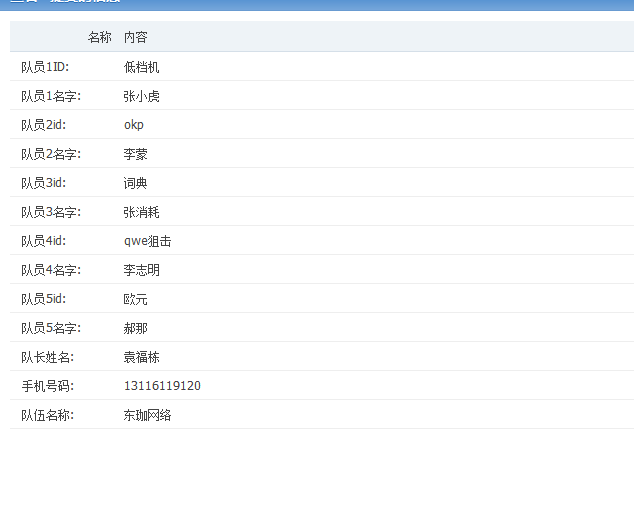 名称 内容
队员1ID: 低档机
队员1名字: 张小虎
队员2id: okp
队员2名字: 李蒙
队员3id: 词典
队员3名字: 张消耗
队员4id: qwe狙击
队员4名字: 李志明
队员5id: 欧元
队员5名字: 郝那
队长姓名: 袁福栋
手机号码: 13116119120
队伍名称: 东珈网络